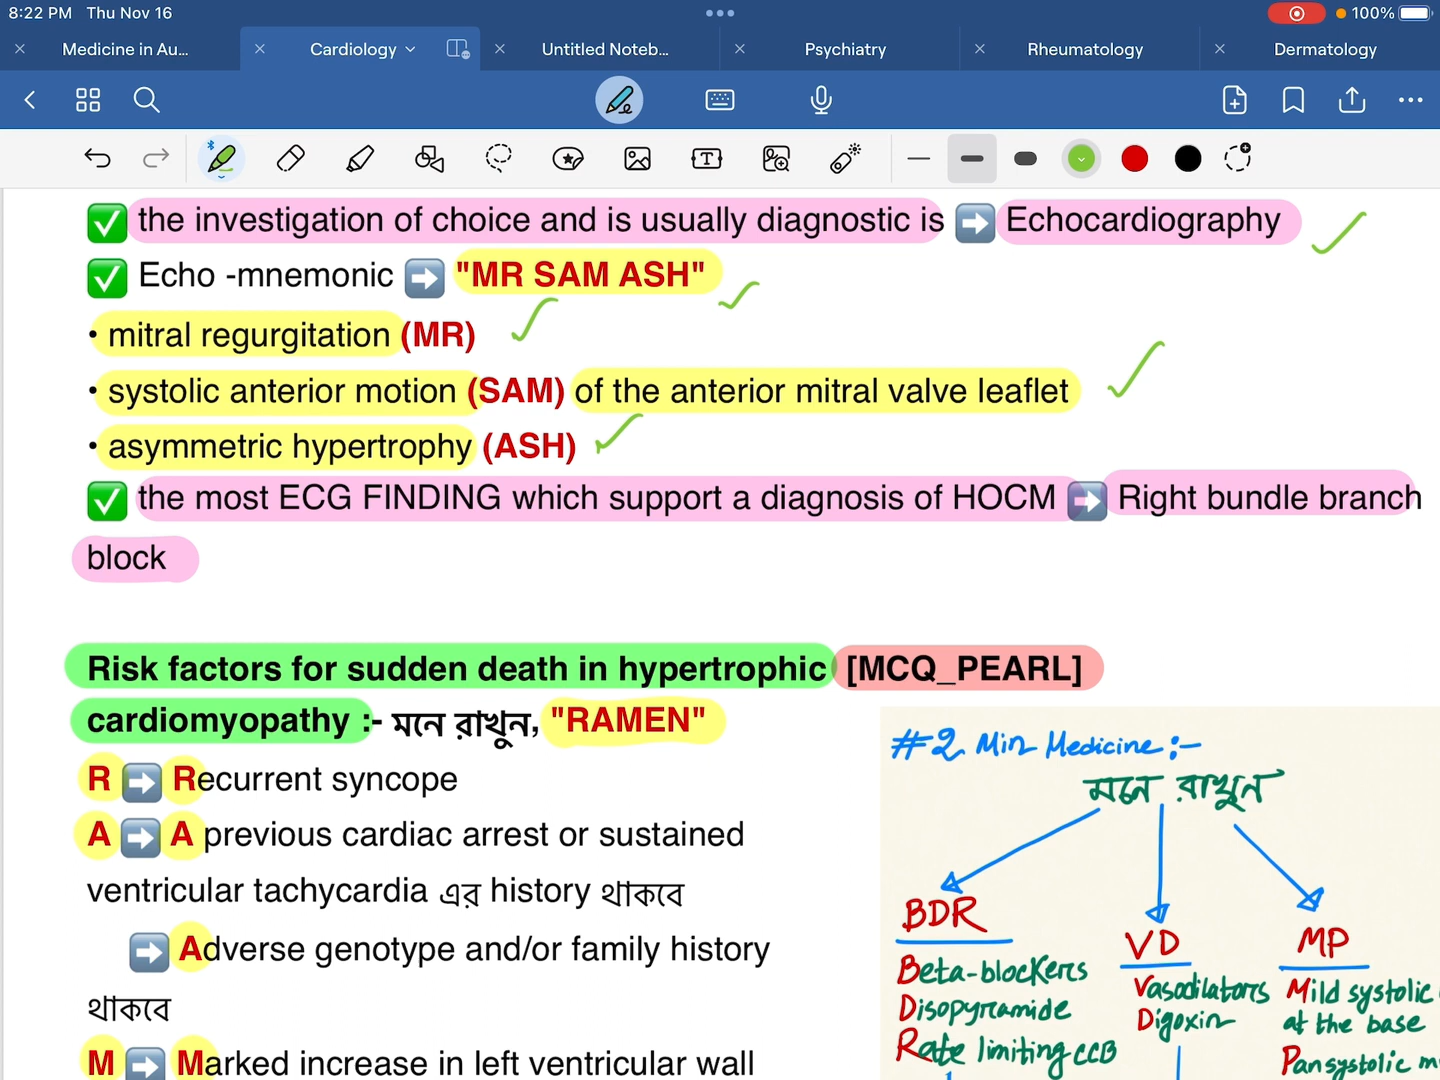 8:22 PM Thu Nov 16
100%
Medicine in Au...
Cardiology
Untitled Noteb...
Psychiatry
Rheumatology
Dermatology
✅ the investigation of choice and is usually diagnostic is ➡️ Echocardiography
✅ Echo -mnemonic ➡️ "MR SAM ASH"
• mitral regurgitation (MR)
• systolic anterior motion (SAM) of the anterior mitral valve leaflet
• asymmetric hypertrophy (ASH)
✅ the most ECG FINDING which support a diagnosis of HOCM ➡️ Right bundle branch
block
Risk factors for sudden death in hypertrophic [MCQ_PEARL]
cardiomyopathy :- মনে রাখুন, "RAMEN"
R ➡️ Recurrent syncope
A ➡️ A previous cardiac arrest or sustained
ventricular tachycardia এর history থাকবে
➡️ Adverse genotype and/or family history
থাকবে
M ➡️ Marked increase in left ventricular wall
#2 Min Medicine :-
মনে রাখুন
BDR
Beta-blockers
Disopyramide
Rate limiting CCB
VD
Vasodilators
Digoxin
MP
Mild systolic
at the base
Pansystolic